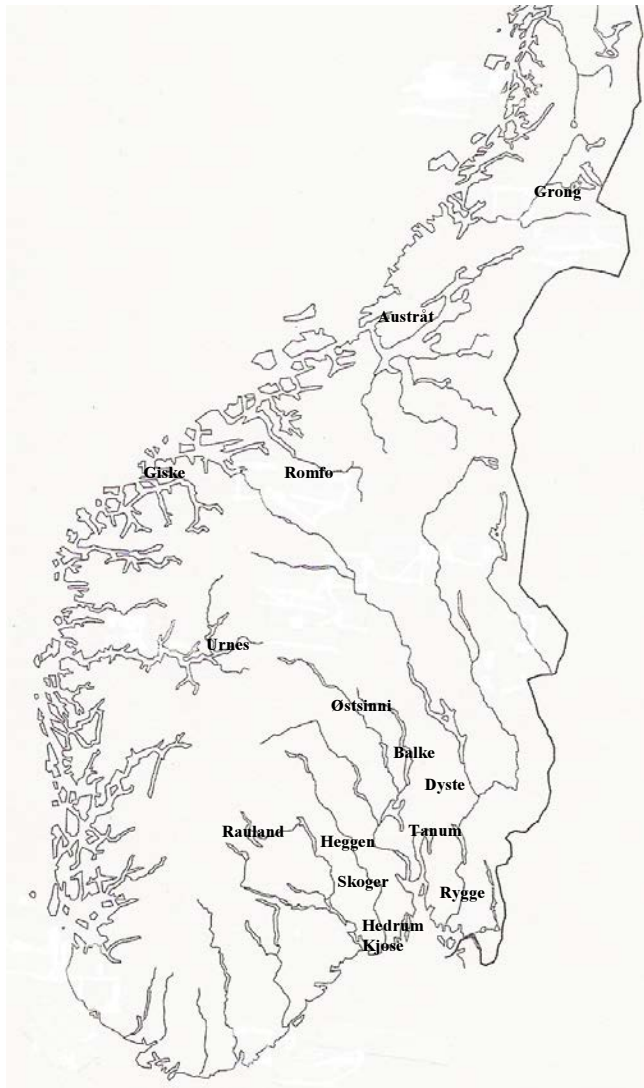 Grong
Austråt
Giske
Romfo
Urnes
Østsinni
Balke
Dyste
Rauland
Tanum
Heggen
Skoger
Rygge
Hedrum
Kjose